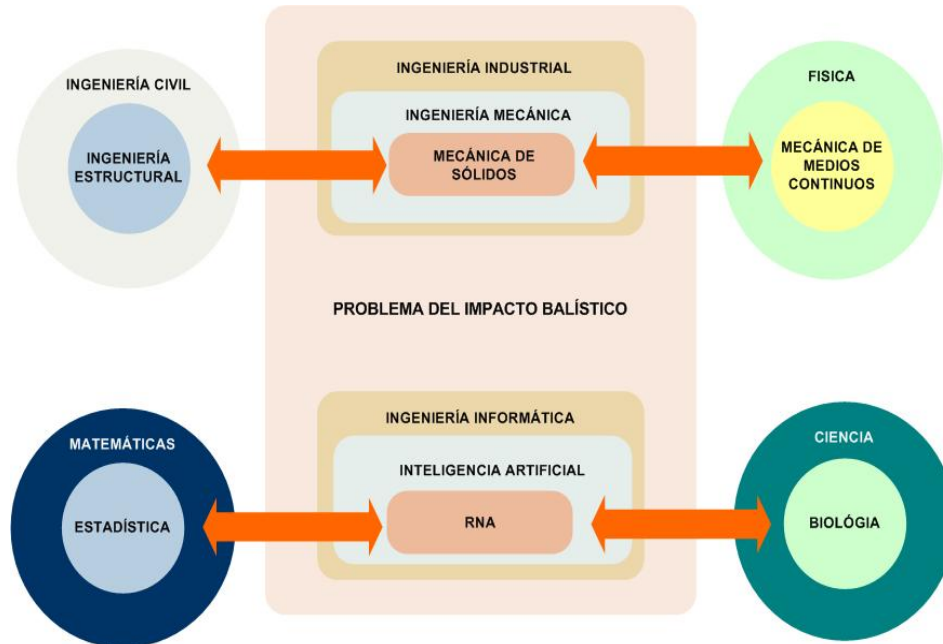 INGENIERÍA CIVIL
INGENIERÍA
ESTRUCTURAL
INGENIERÍA INDUSTRIAL
INGENIERÍA MECÁNICA
MECÁNICA DE
SÓLIDOS
FISICA
MECÁNICA DE
MEDIOS
CONTINUOS
PROBLEMA DEL IMPACTO BALÍSTICO
MATEMÁTICAS
ESTADÍSTICA
INGENIERÍA INFORMÁTICA
INTELIGENCIA ARTIFICIAL
RNA
CIENCIA
BIOLÓGIA